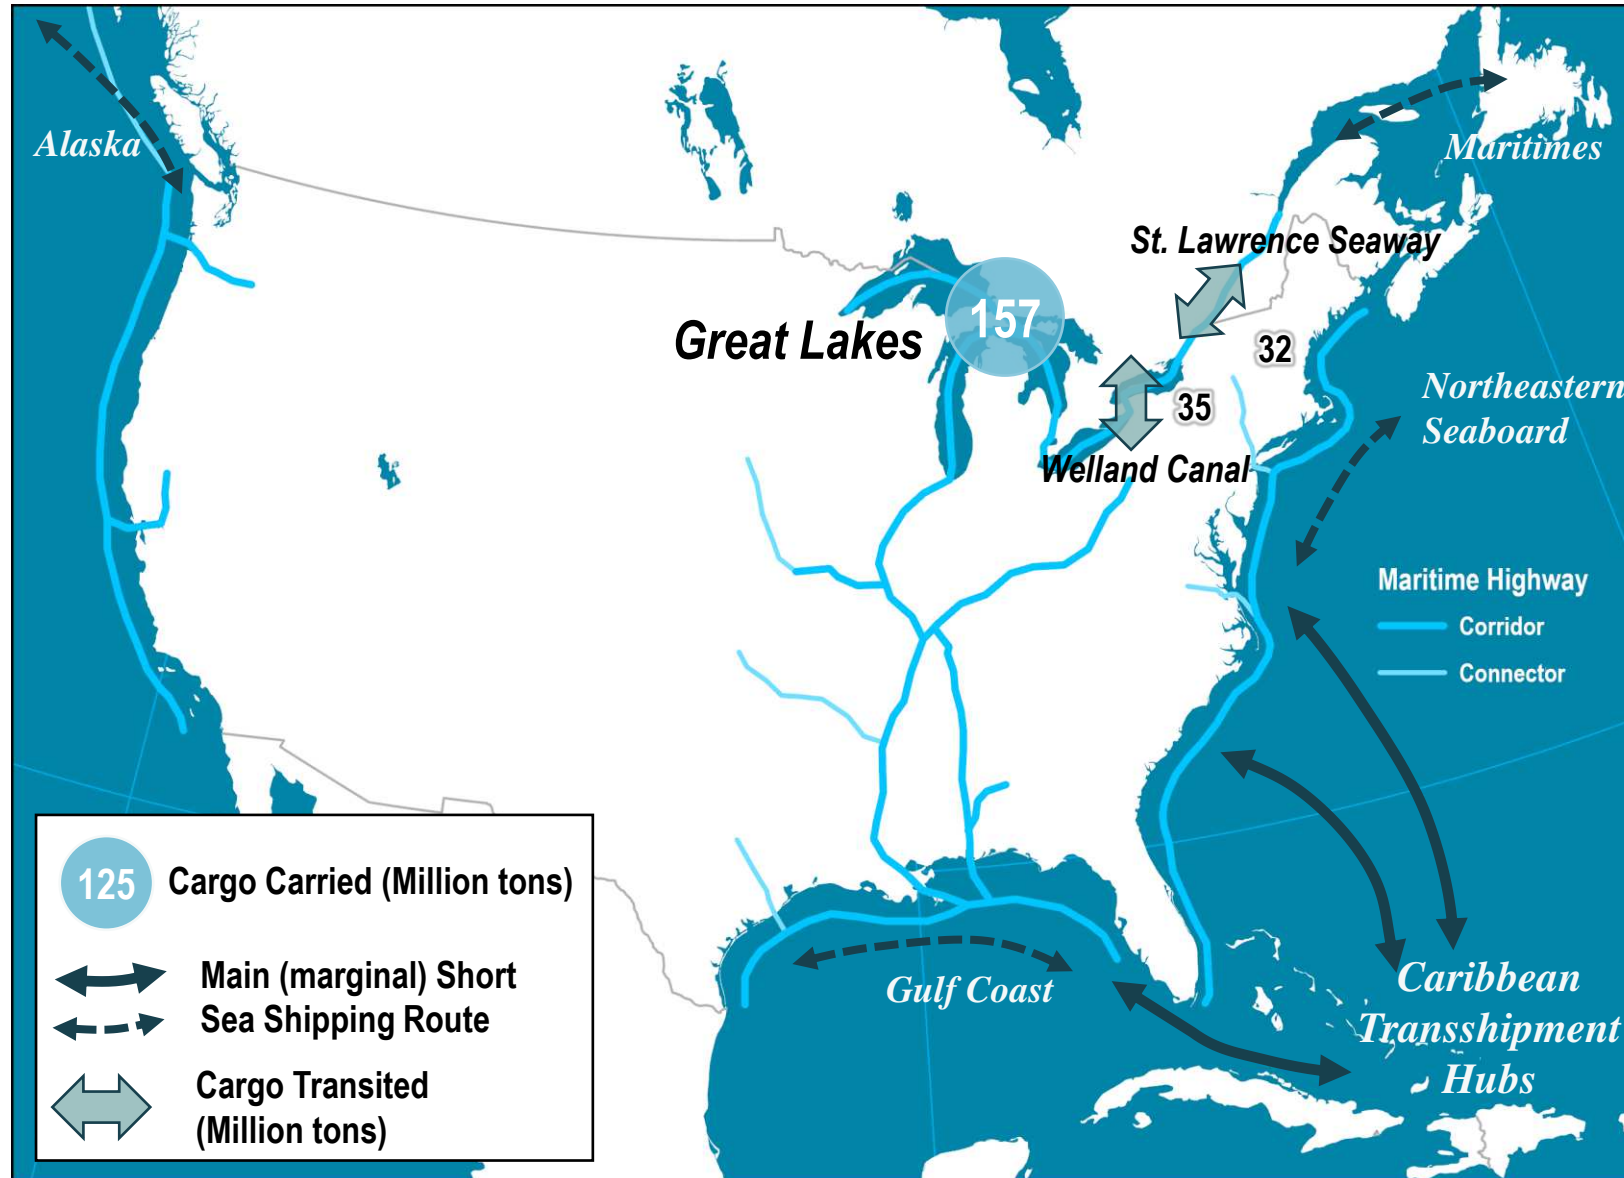 Alaska
Maritimes
St. Lawrence Seaway
157
Great Lakes
32
35
Northeastern
Seaboard
Welland Canal
Maritime Highway
Corridor
Connector
125 Cargo Carried (Million tons)
Main (marginal) Short
Sea Shipping Route
Cargo Transited
(Million tons)
Gulf Coast
Caribbean
Transshipment
Hubs